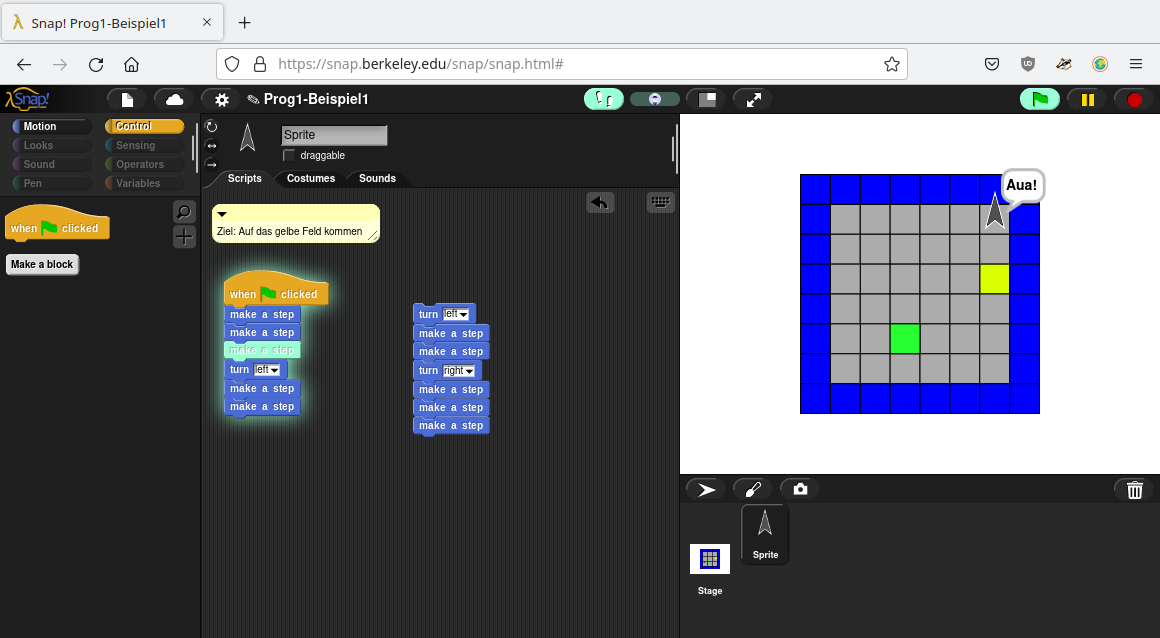 Snap! Prog1-Beispiel1
https://snap.berkeley.edu/snap/snap.html#
Snap!
Prog1-Beispiel1
Motion
Control
Looks
Sensing
Sound
Operators
Pen
Variables
when clicked
Make a block
Sprite
draggable
Scripts
Costumes
Sounds
Ziel: Auf das gelbe Feld kommen
when clicked
make a step
make a step
make a step
turn left
make a step
make a step
turn left
make a step
make a step
turn right
make a step
make a step
make a step
Aua!
Stage
Sprite